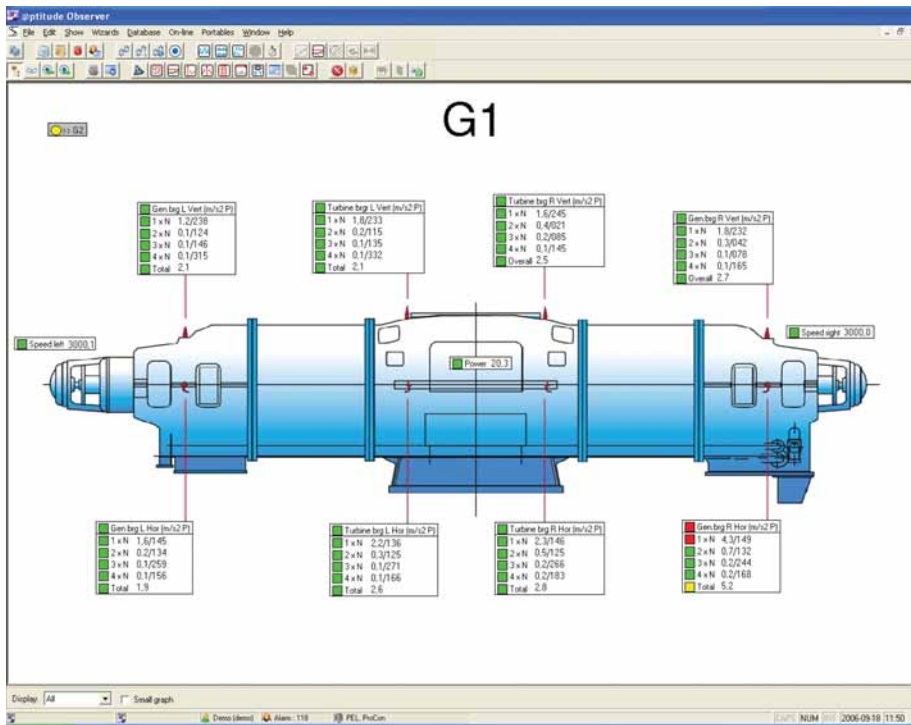 @ptitude Observer
File Edit Show Wizards Database On-line Portables Window Help
G1
>> G2
Gen.brg L Vert (m/s2 P)
1 x N 1,2/238
2 x N 0,1/124
3 x N 0,1/146
4 x N 0,1/315
Total 2,1
Turbine brgr L Vert (m/s2 P)
1 x N 1,8/233
2 x N 0,2/115
3 x N 0,1/135
4 x N 0,1/332
Total 2,1
Turbine brg R Vert (m/s2 P)
1 x N 1,6/245
2 x N 0,4/021
3 x N 0,2/085
4 x N 0,1/145
Overall 2,5
Gen.brg R Vert (m/s2 P)
1 x N 1,8/232
2 x N 0,3/042
3 x N 0,1/078
4 x N 0,1/165
Overall 2,7
Speed left 3000,1
Power 20,3
Speed sight 3000,0
Gen.brg L Hor (m/s2 P)
1 x N 1,6/145
2 x N 0,2/134
3 x N 0,1/259
4 x N 0,1/156
Total 1,9
Turbine brg L Hor (m/s2 P)
1 x N 2,2/136
2 x N 0,3/125
3 x N 0,1/271
4 x N 0,1/166
Total 2,6
Turbine brg R Hor (m/s2 P)
1 x N 2,3/146
2 x N 0,5/125
3 x N 0,2/266
4 x N 0,2/183
Total 2,8
Gen.brg R Hor (m/s2 P)
1 x N 4,3/149
2 x N 0,7/132
3 x N 0,2/244
4 x N 0,2/168
Total 5,2
Display: All Small graph
Demo (demo) Alarm : 118 PEL, ProCon CAPS NUM INS 2006-09-18 11:50